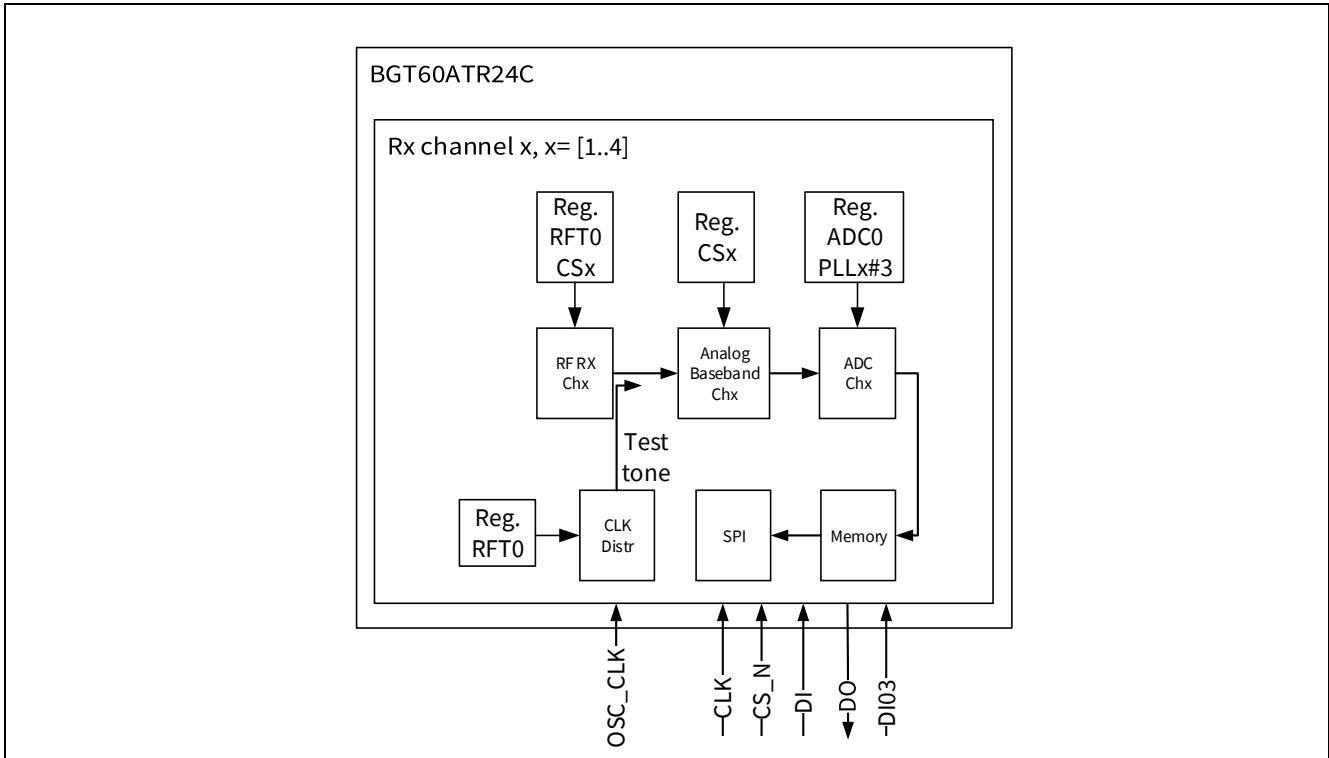 BGT60ATR24C
Rx channel x, x= [1..4]
Reg.
RFT0
CSx
Reg.
CSx
Reg.
ADC0
PLLx#3
RF RX
Chx
Analog
Baseband
Chx
ADC
Chx
Test
tone
Reg.
RFT0
CLK
Distr
SPI
Memory
OSC_CLK
CLK
CS_N
DI
DO
DI03